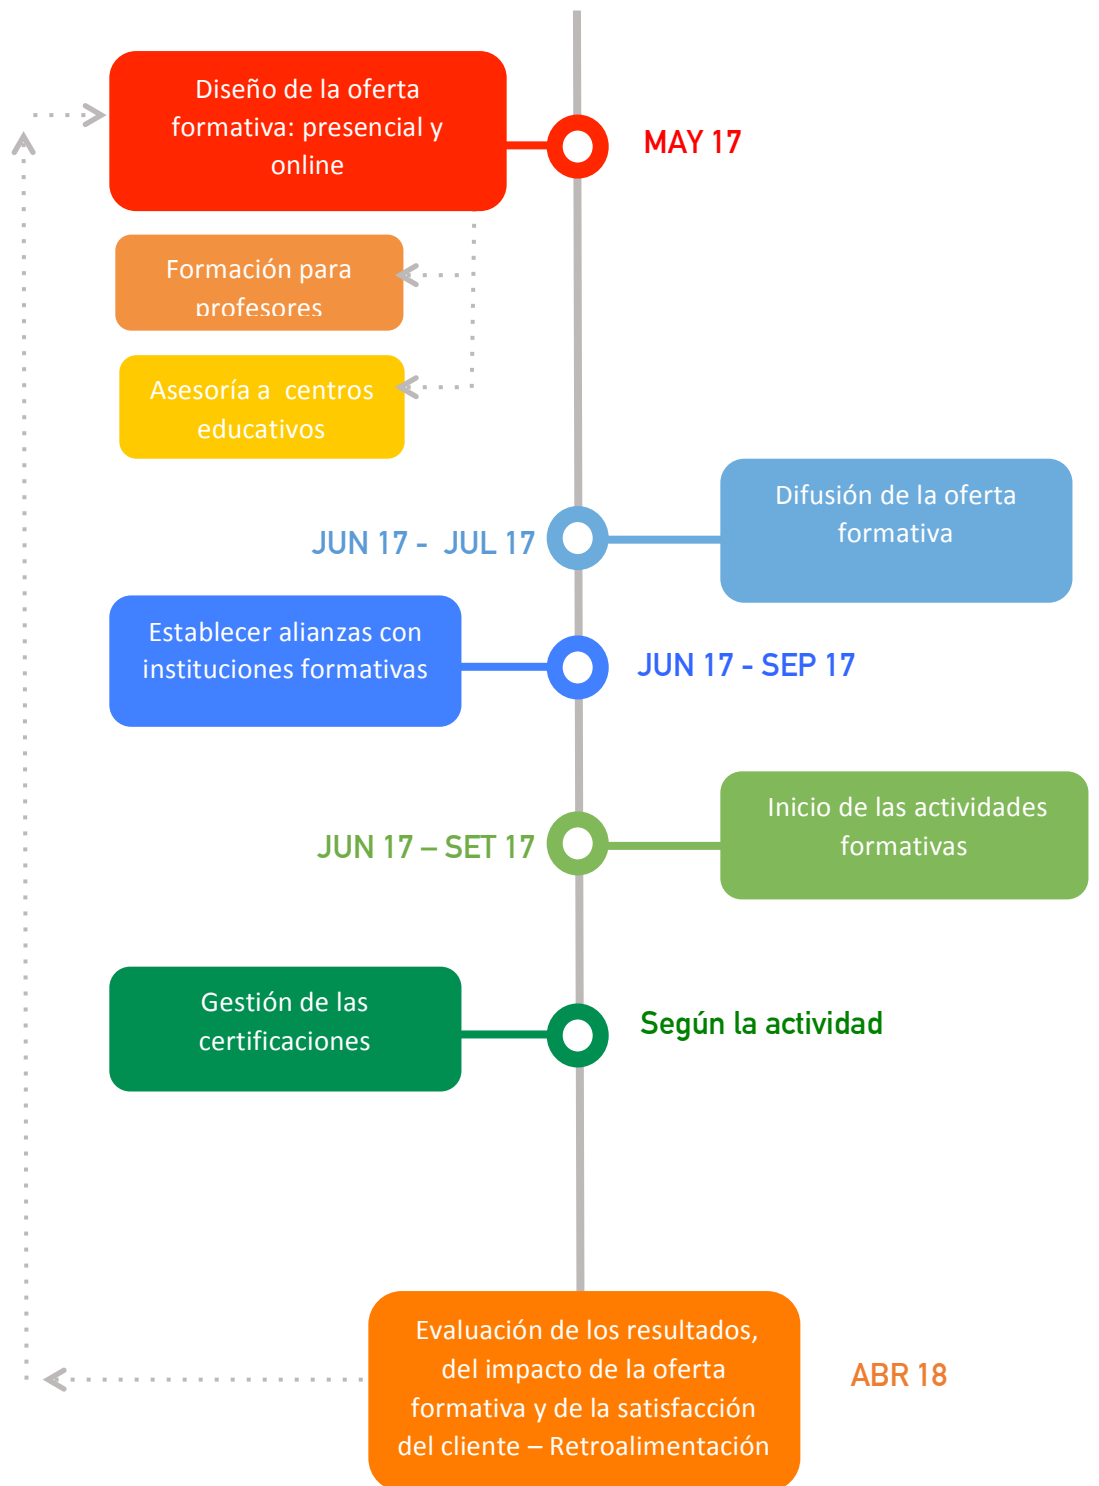 Diseño de la oferta
formativa: presencial y
online
MAY 17
Formación para
profesores
Asesoría a  centros
educativos
Difusión de la oferta
formativa
JUN 17 -  JUL 17
Establecer alianzas con
instituciones formativas
JUN 17 - SEP 17
Inicio de las actividades
formativas
JUN 17 – SET 17
Gestión de las
certificaciones
Según la actividad
Evaluación de los resultados,
del impacto de la oferta
formativa y de la satisfacción
del cliente – Retroalimentación
ABR 18